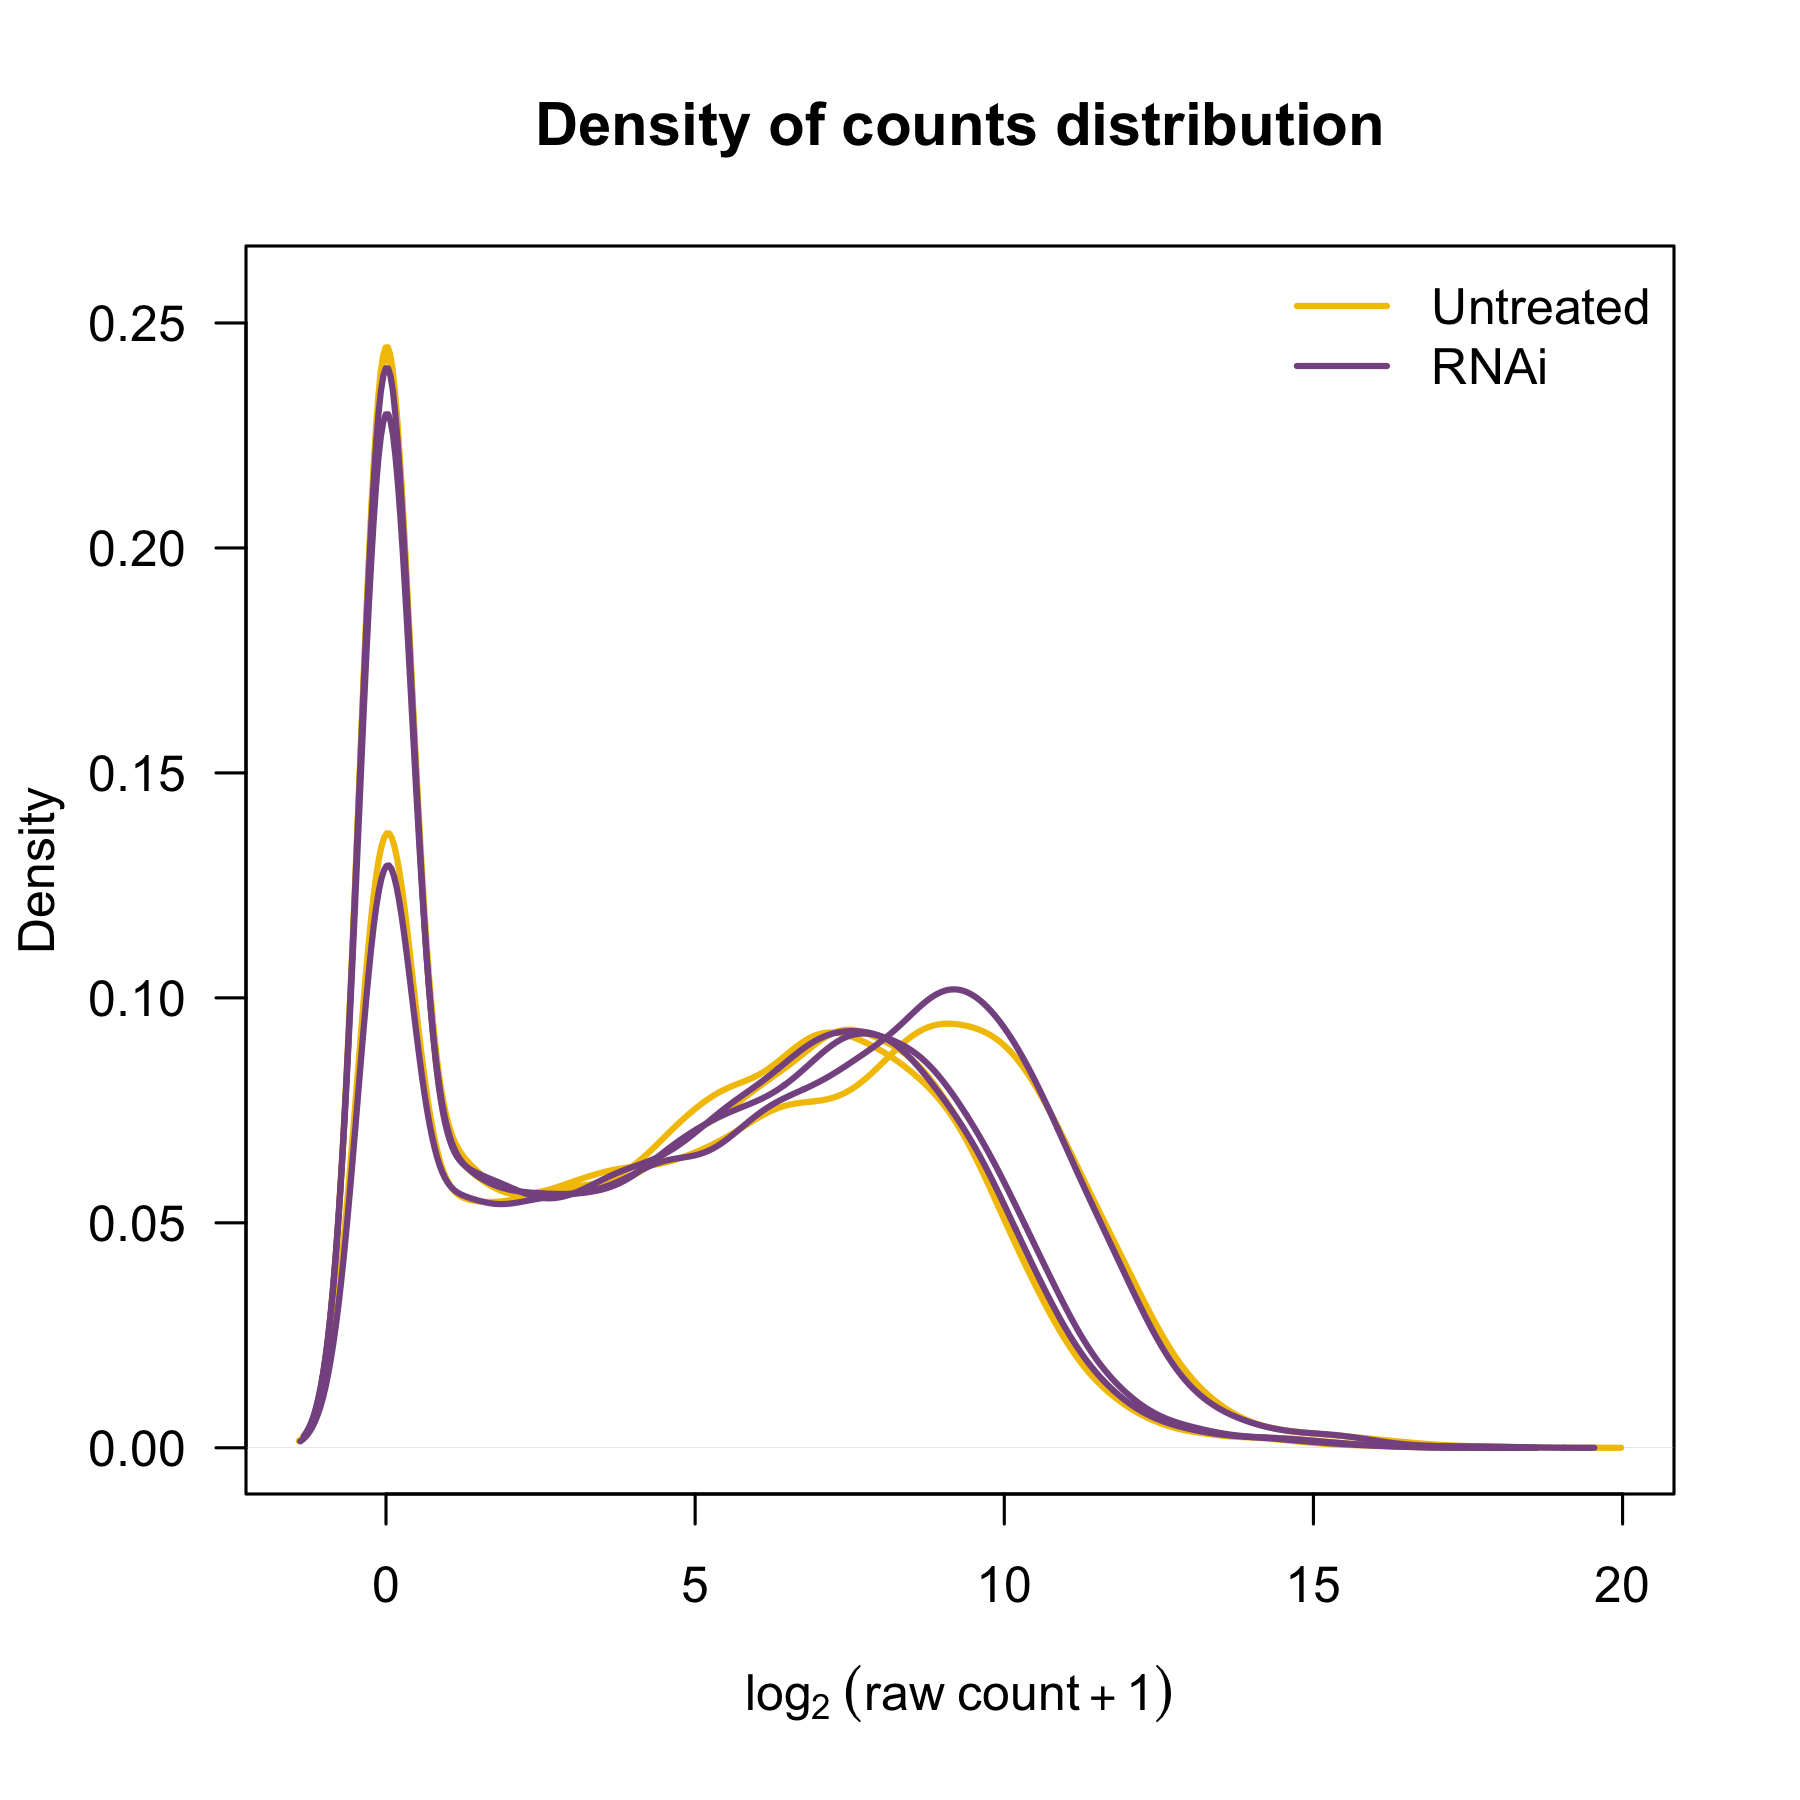 Density of counts distribution
Untreated
RNAi
0.25
0.20
0.15
0.10
0.05
0.00
Density
0 5 10 15 20
log₂ (raw count + 1)